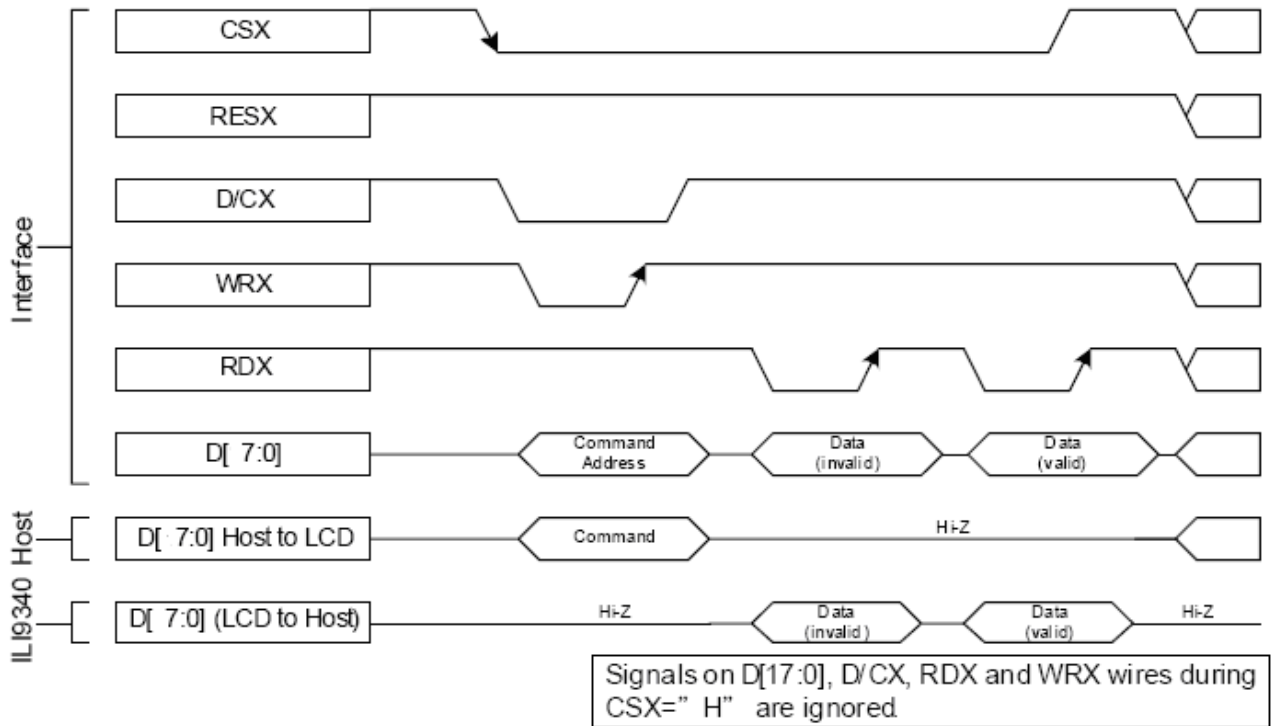 Interface
CSX
RESX
D/CX
WRX
RDX
D[ 7:0]
Command
Address
Data
(invalid)
Data
(valid)
Host
D[ 7:0] Host to LCD
Command
Hi-Z
ILI9340
D[ 7:0] (LCD to Host)
Hi-Z
Data
(invalid)
Data
(valid)
Hi-Z
Signals on D[17:0], D/CX, RDX and WRX wires during
CSX=” H” are ignored.